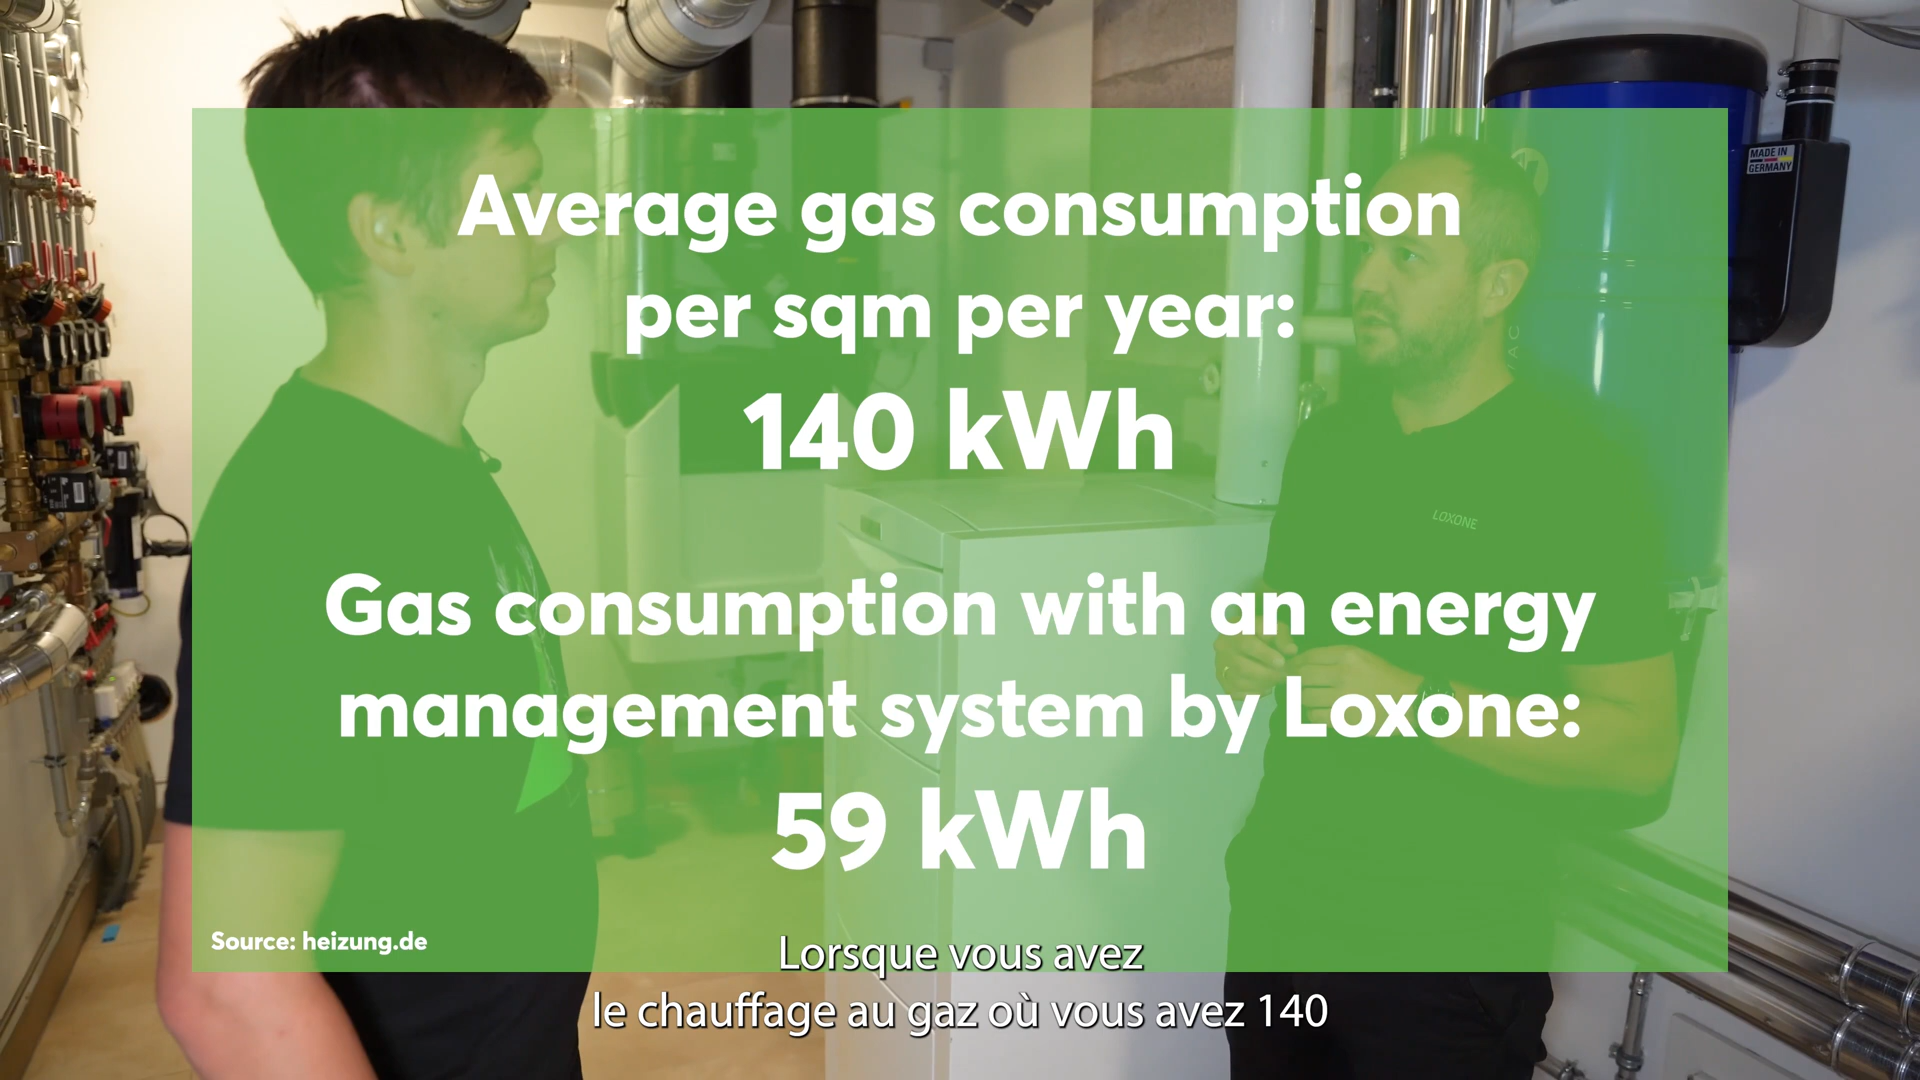 MADE IN
GERMANY
Average gas consumption
per sqm per year:
140 kWh
LOXONE
Gas consumption with an energy
management system by Loxone:
59 kWh
Source: heizung.de
Lorsque vous avez
le chauffage au gaz où vous avez 140